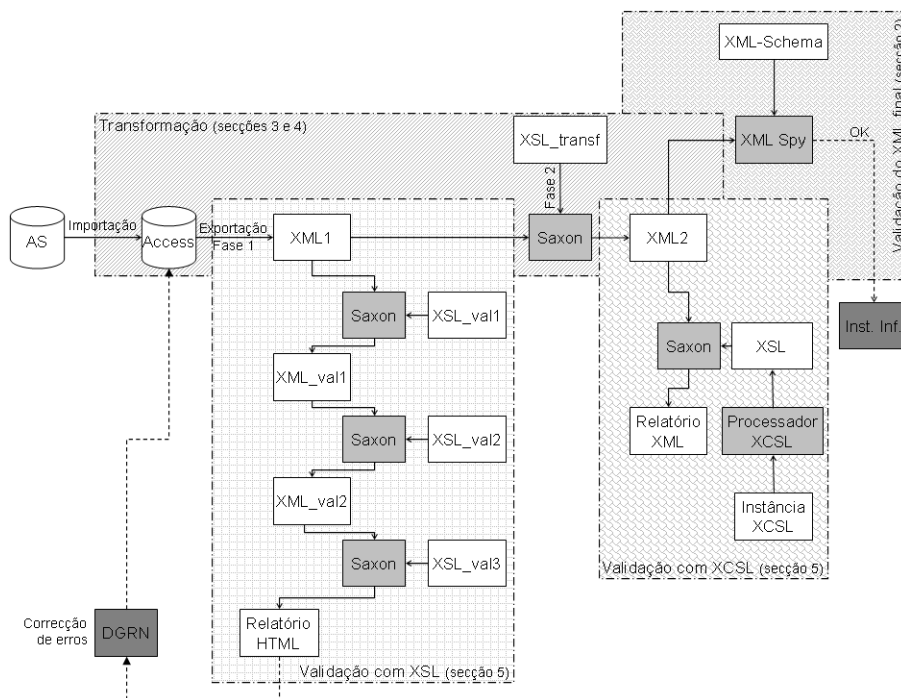 XML-Schema
Validação do XML final (secção 2)
Transformação (secções 3 e 4)
XSL_transf
XML Spy
OK
Fase 2
AS
Importação
Access
Exportação
Fase 1
XML1
Saxon
XML2
Saxon
XSL_val1
Inst. Inf.
Saxon
XSL
XML_val1
Relatório
XML
Processador
XCSL
Saxon
XSL_val2
XML_val2
Instância
XCSL
Saxon
XSL_val3
Validação com XCSL (secção 5)
Correcção
de erros
DGRN
Relatório
HTML
Validação com XSL (secção 5)